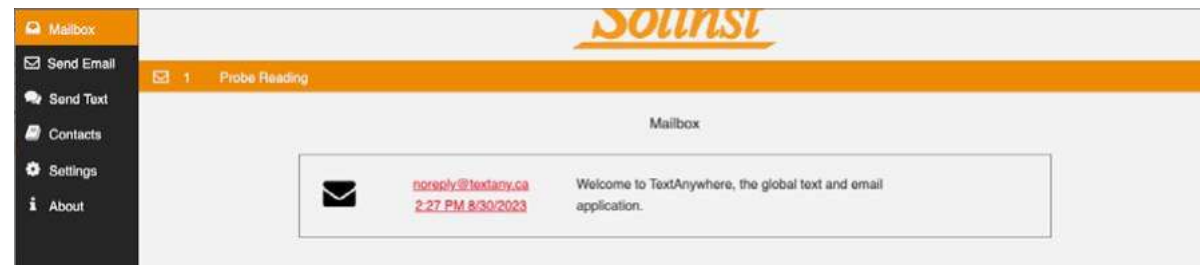 Solinst
Mailbox
Send Email
Send Text
Contacts
Settings
About
1 Probe Reading
Mailbox
noreply@textany.ca
2:27 PM 8/30/2023
Welcome to TextAnywhere, the global text and email
application.